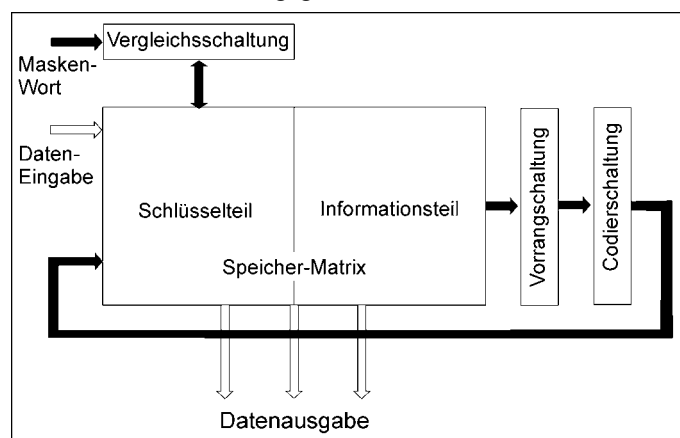 Vergleichsschaltung
Masken-
Wort
Daten-
Eingabe
Schlüsselteil
Informationsteil
Speicher-Matrix
Vorrangschaltung
Codierschaltung
Datenausgabe